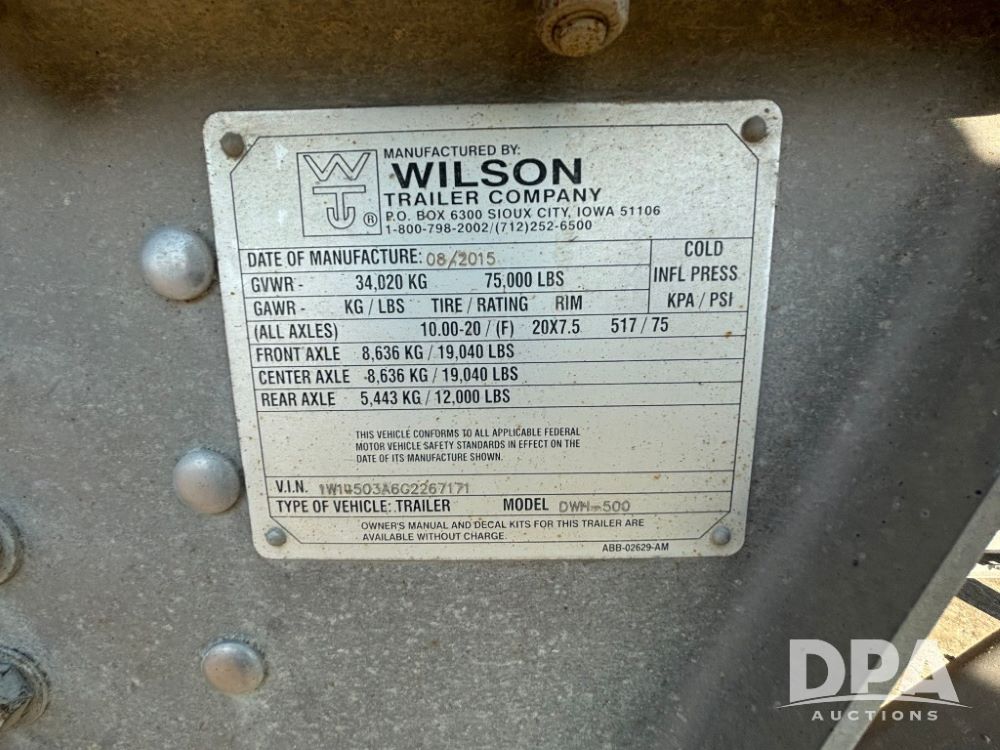 MANUFACTURED BY:
WILSON
TRAILER COMPANY
P.O. BOX 6300 SIOUX CITY, IOWA 51106
1-800-798-2002/(712)252-6500
WT ®
DATE OF MANUFACTURE: 08/2015
COLD
INFL PRESS
KPA / PSI
GVWR - 34,020 KG 75,000 LBS
GAWR - KG / LBS TIRE / RATING RIM
(ALL AXLES) 10.00-20 / (F) 20X7.5 517 / 75
FRONT AXLE 8,636 KG / 19,040 LBS
CENTER AXLE -8,636 KG / 19,040 LBS
REAR AXLE 5,443 KG / 12,000 LBS
THIS VEHICLE CONFORMS TO ALL APPLICABLE FEDERAL
MOTOR VEHICLE SAFETY STANDARDS IN EFFECT ON THE
DATE OF ITS MANUFACTURE SHOWN.
V.I.N.
TYPE OF VEHICLE: TRAILER MODEL DWH-500
OWNER'S MANUAL AND DECAL KITS FOR THIS TRAILER ARE
AVAILABLE WITHOUT CHARGE.
ABB-02629-AM
DPA
AUCTIONS